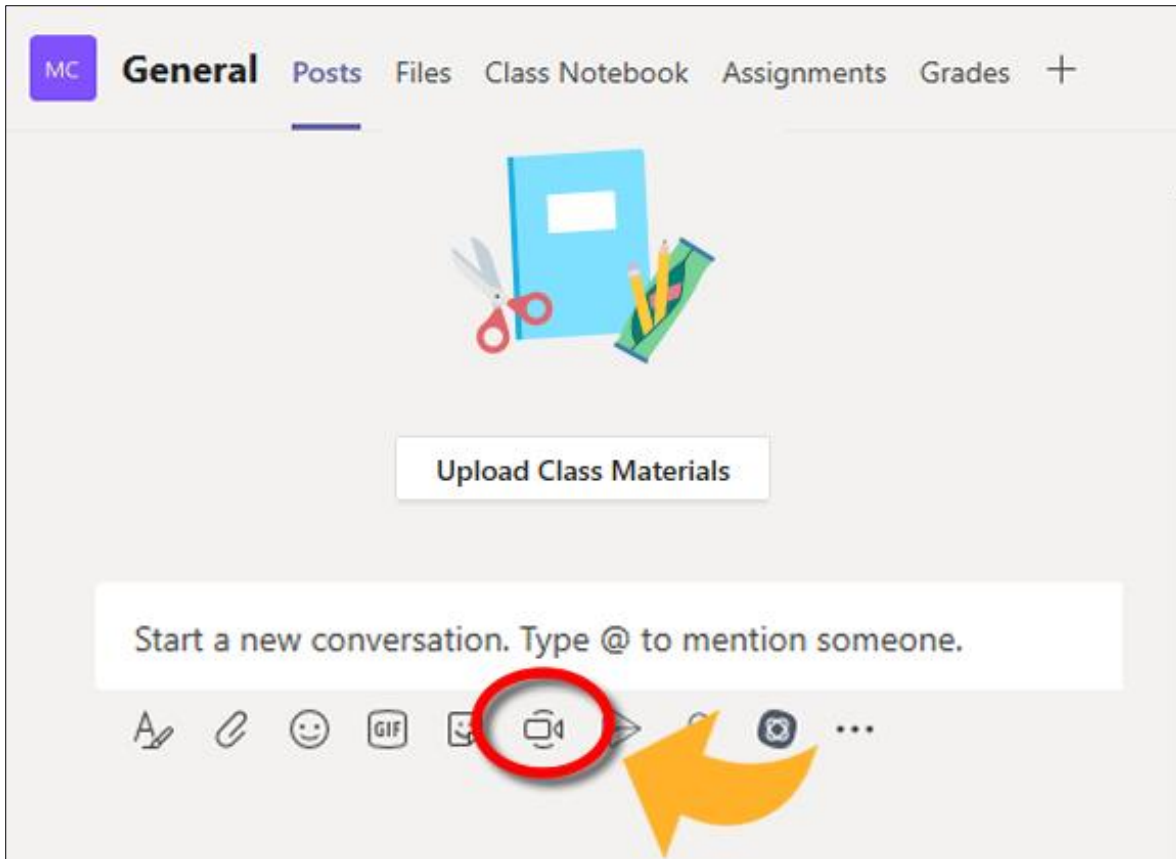 MC General Posts Files Class Notebook Assignments Grades +
Upload Class Materials
Start a new conversation. Type @ to mention someone.
GIF